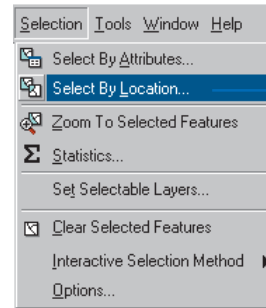 Selection Tools Window Help
Select By Attributes...
Select By Location...
Zoom To Selected Features
Σ Statistics...
Set Selectable Layers...
Clear Selected Features
Interactive Selection Method
Options...